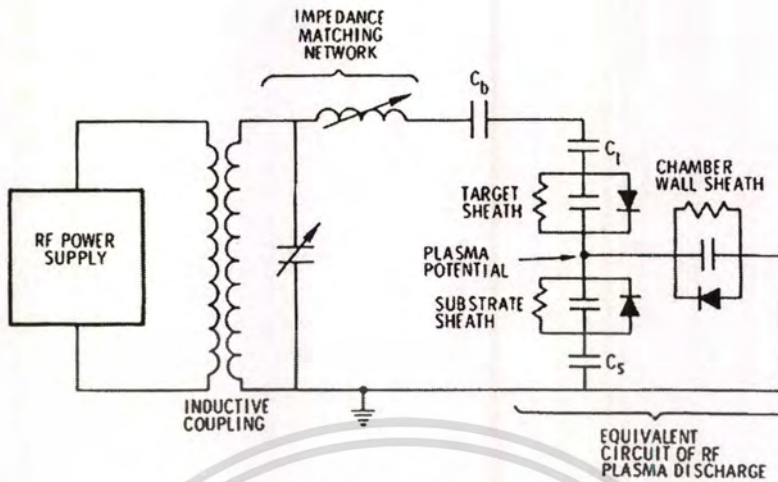 IMPEDANCE
MATCHING
NETWORK
C_b
C_t
CHAMBER
WALL SHEATH
TARGET
SHEATH
RF POWER
SUPPLY
PLASMA
POTENTIAL
SUBSTRATE
SHEATH
C_s
INDUCTIVE
COUPLING
EQUIVALENT
CIRCUIT OF RF
PLASMA DISCHARGE